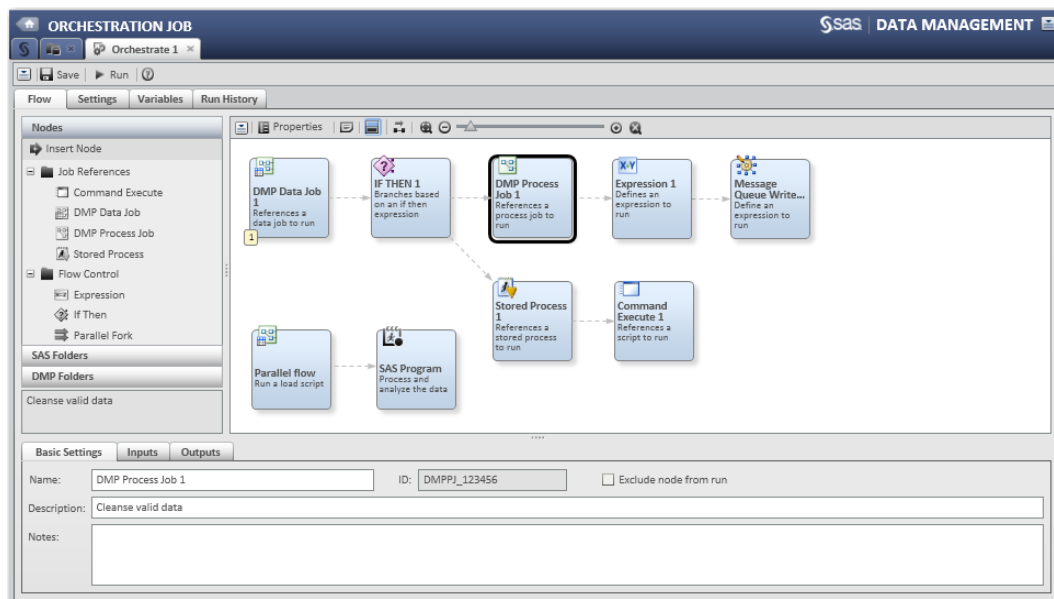 ORCHESTRATION JOB
sas DATA MANAGEMENT
Orchestrate 1
Save Run
Flow Settings Variables Run History
Nodes
Insert Node
Job References
Command Execute
DMP Data Job
DMP Process Job
Stored Process
Flow Control
Expression
If Then
Parallel Fork
SAS Folders
DMP Folders
Cleanse valid data
Properties
DMP Data Job
1
References a
data job to run
1
IF THEN 1
Branches based
on an if then
expression
DMP Process
Job 1
References a
process job to
run
Expression 1
Defines an
expression to
run
Message
Queue Write...
Define an
expression to
run
Stored Process
1
References a
stored process
to run
Command
Execute 1
References a
script to run
Parallel flow
Run a load script
SAS Program
Process and
analyze the data
Basic Settings Inputs Outputs
Name: DMP Process Job 1 ID: DMPPJ_123456 Exclude node from run
Description: Cleanse valid data
Notes: